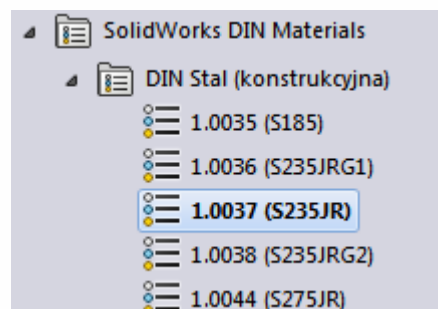 SolidWorks DIN Materials
DIN Stal (konstrukcyjna)
1.0035 (S185)
1.0036 (S235JRG1)
1.0037 (S235JR)
1.0038 (S235JRG2)
1.0044 (S275JR)